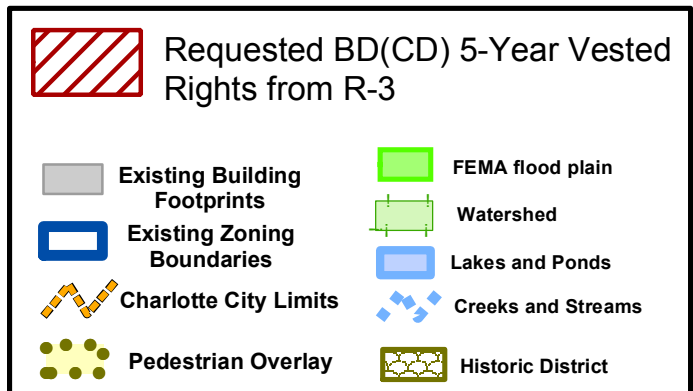 Requested BD(CD) 5-Year Vested
Rights from R-3
Existing Building
Footprints
Existing Zoning
Boundaries
Charlotte City Limits
Pedestrian Overlay
FEMA flood plain
Watershed
Lakes and Ponds
Creeks and Streams
Historic District